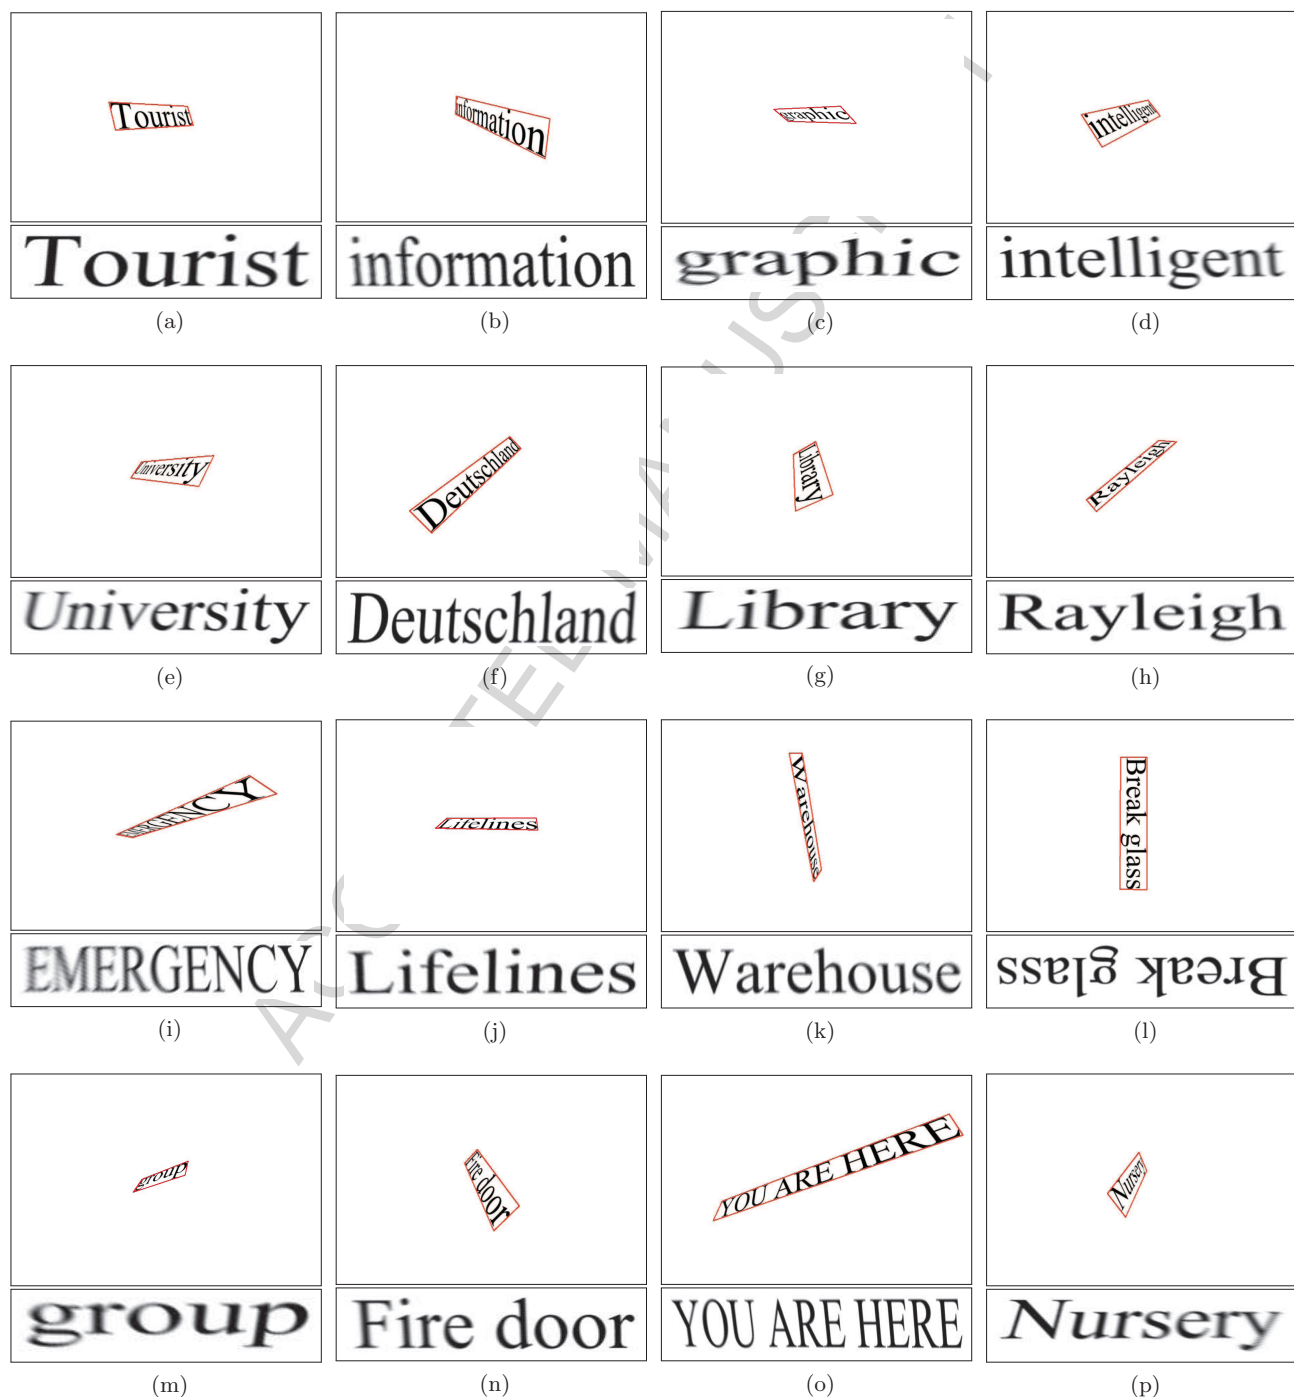 Tourist
information
graphic
intelligent
Tourist
information
graphic
intelligent
(a)
(b)
(c)
(d)
University
Deutschland
Library
Rayleigh
University
Deutschland
Library
Rayleigh
(e)
(f)
(g)
(h)
EMERGENCY
Lifelines
Warehouse
Break glass
EMERGENCY
Lifelines
Warehouse
Break glass
(i)
(j)
(k)
(l)
group
Fire door
YOU ARE HERE
Nursery
group
Fire door
YOU ARE HERE
Nursery
(m)
(n)
(o)
(p)